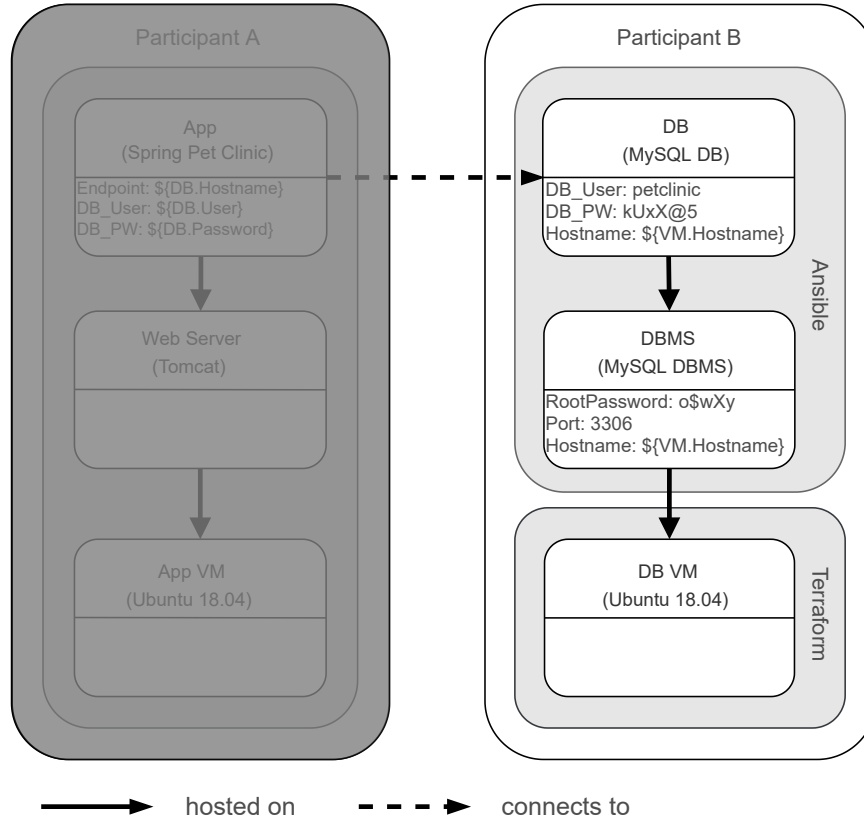 Participant A
App
(Spring Pet Clinic)
Endpoint: ${DB.Hostname}
DB_User: ${DB.User}
DB_PW: ${DB.Password}
Web Server
(Tomcat)
App VM
(Ubuntu 18.04)
Participant B
DB
(MySQL DB)
DB_User: petclinic
DB_PW: kUxX@5
Hostname: ${VM.Hostname}
DBMS
(MySQL DBMS)
RootPassword: o$wXy
Port: 3306
Hostname: ${VM.Hostname}
Ansible
DB VM
(Ubuntu 18.04)
Terraform
hosted on
connects to